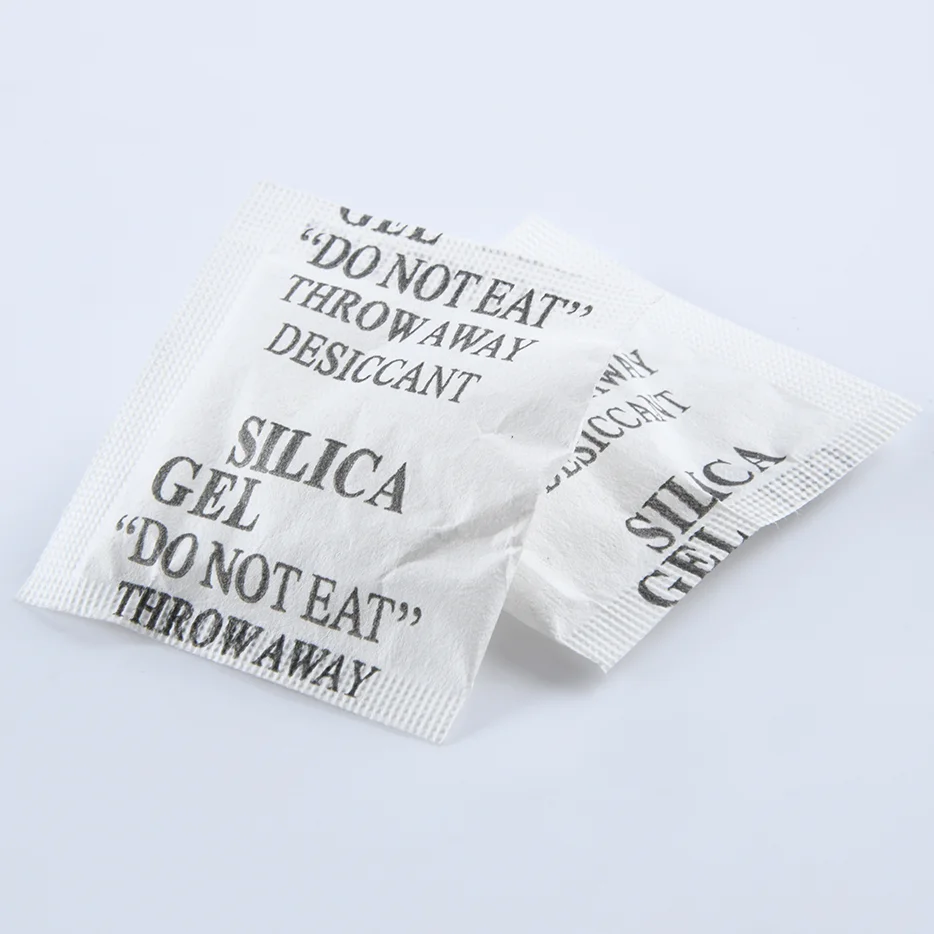 GEL
“DO NOT EAT”
THROWAWAY
DESICCANT
SILICA
GEL
“DO NOT EAT”
THROWAWAY
DESICCANT
SILICA
GEL